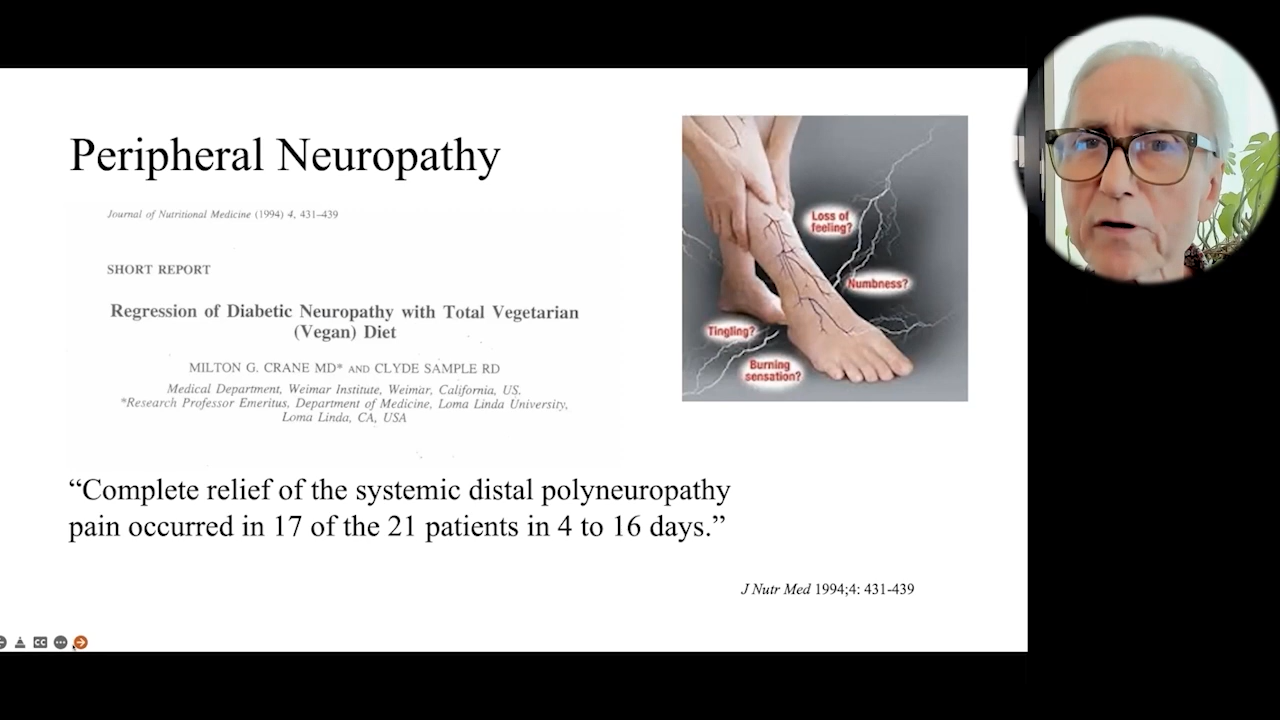 Peripheral Neuropathy
Journal of Nutritional Medicine (1994) 4, 431–439
SHORT REPORT
Regression of Diabetic Neuropathy with Total Vegetarian
(Vegan) Diet
MILTON G. CRANE MD* AND CLYDE SAMPLE RD
Medical Department, Weimar Institute, Weimar, California, US.
*Research Professor Emeritus, Department of Medicine, Loma Linda University,
Loma Linda, CA, USA
Loss of
feeling?
Numbness?
Tingling?
Burning
sensation?
“Complete relief of the systemic distal polyneuropathy
pain occurred in 17 of the 21 patients in 4 to 16 days.”
J Nutr Med 1994;4: 431-439
CC